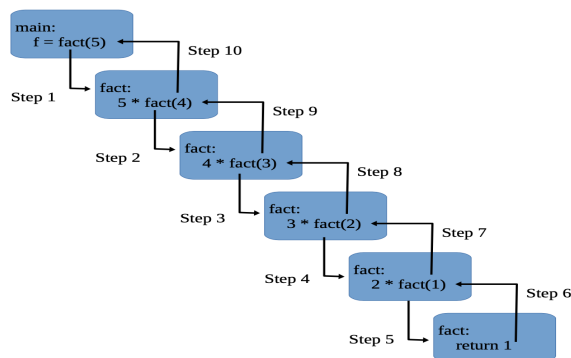 main:
f = fact(5)
Step 10
Step 1
fact:
5 * fact(4)
Step 9
Step 2
fact:
4 * fact(3)
Step 8
Step 3
fact:
3 * fact(2)
Step 7
Step 4
fact:
2 * fact(1)
Step 6
Step 5
fact:
return 1